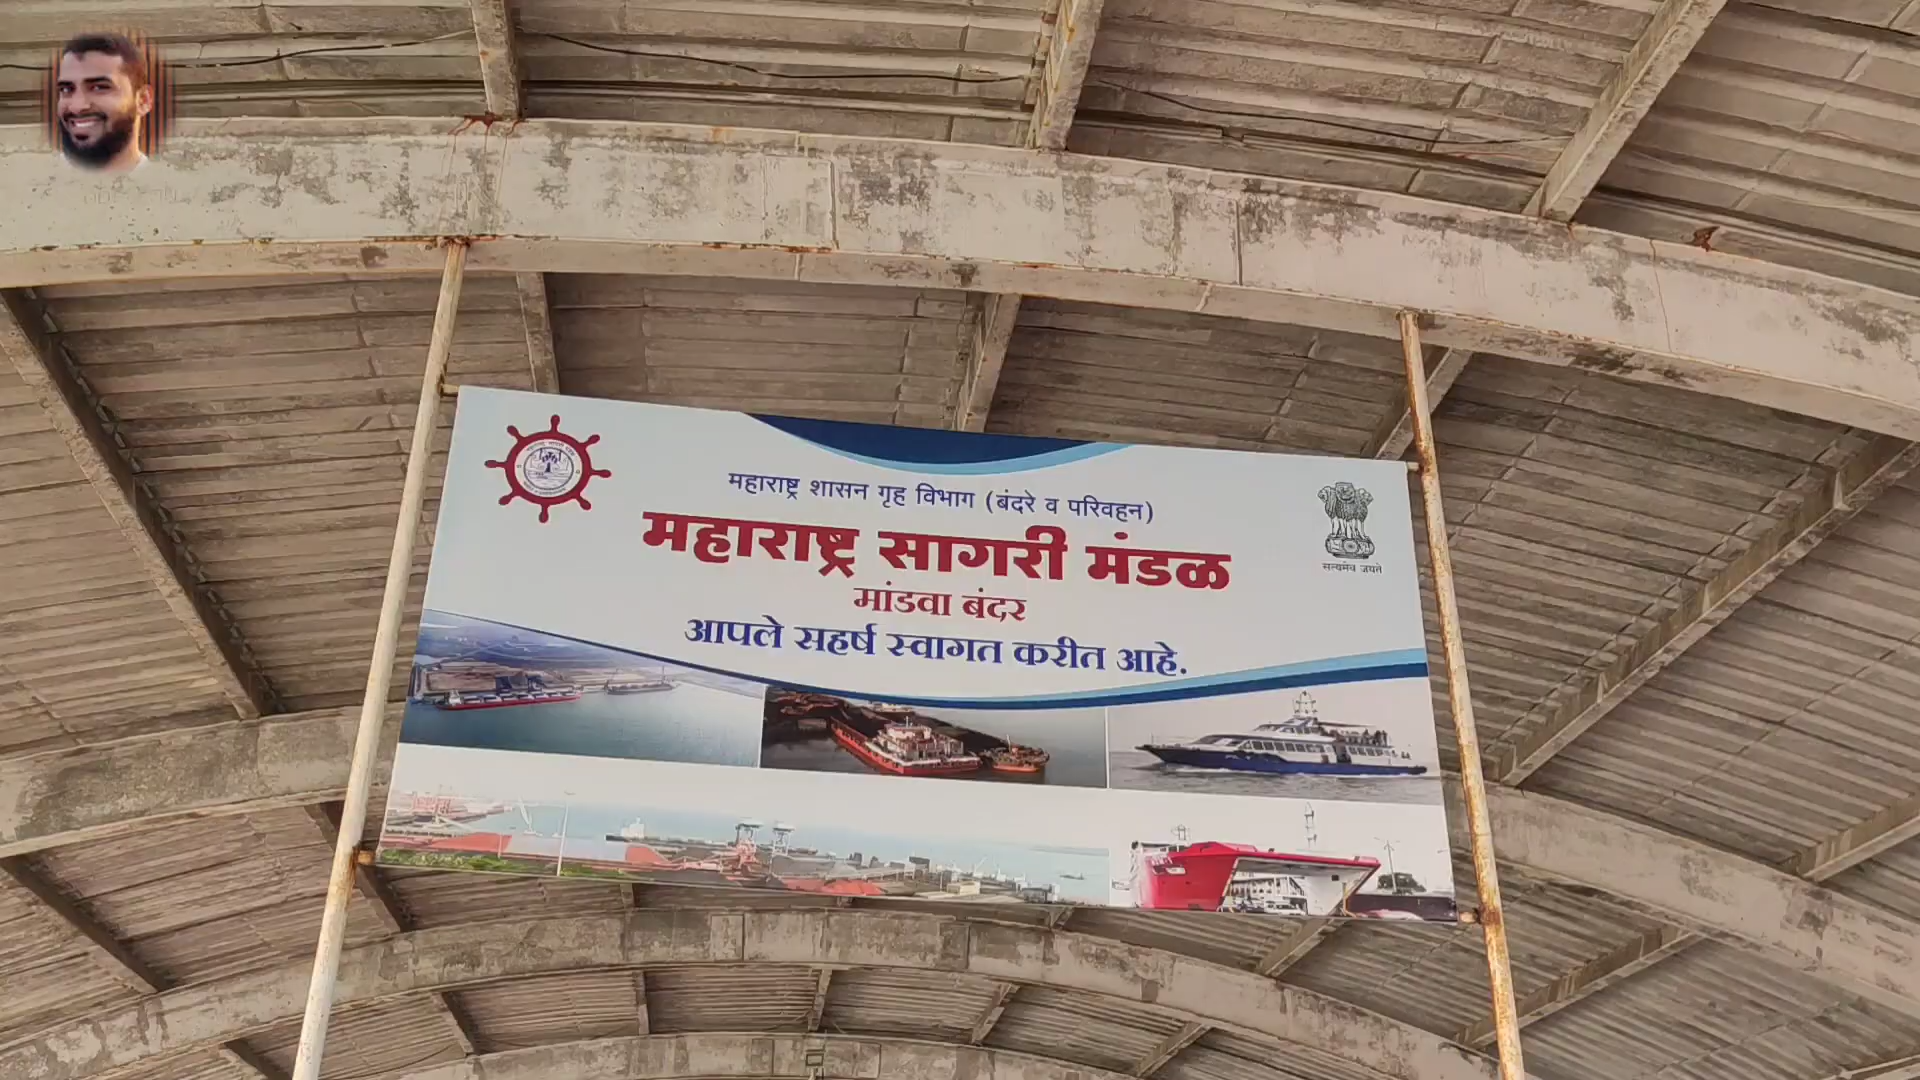 महाराष्ट्र शासन गृह विभाग (बंदरे व परिवहन)
महाराष्ट्र सागरी मंडळ
मांडवा बंदर
आपले सहर्ष स्वागत करीत आहे.
सत्यमेव जयते